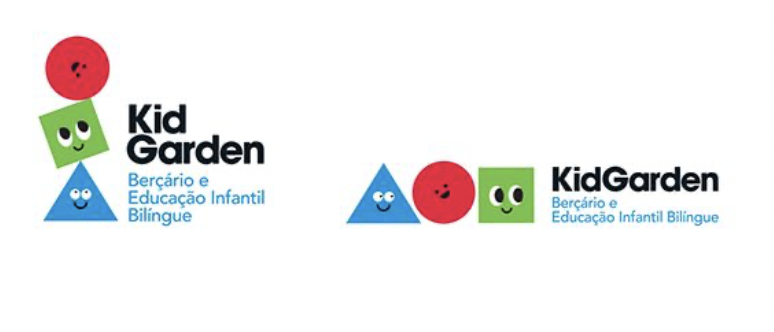 Kid
Garden
Berçário e
Educação Infantil
Bilíngue
KidGarden
Berçário e
Educação Infantil Bilíngue